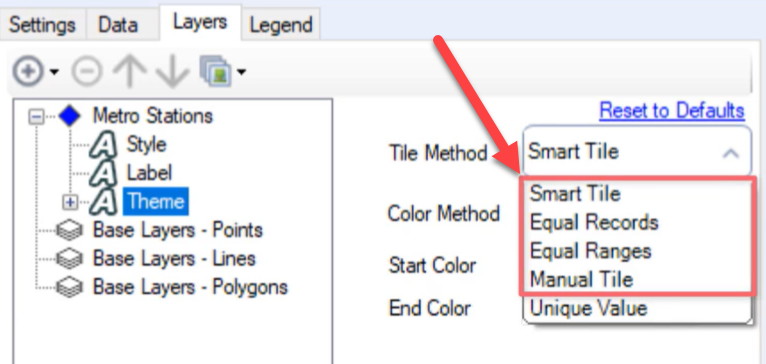 Settings Data Layers Legend
Reset to Defaults
Metro Stations
Style
Label
Theme
Base Layers - Points
Base Layers - Lines
Base Layers - Polygons
Tile Method Smart Tile
Smart Tile
Equal Records
Equal Ranges
Manual Tile
Unique Value
Color Method
Start Color
End Color